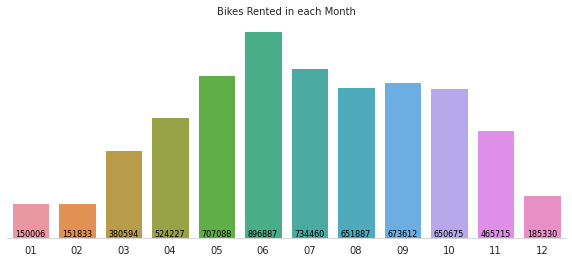 Bikes Rented in each Month
150006 151833 380594 524227 707088 896887 734460 651887 673612 650675 465715 185330
01 02 03 04 05 06 07 08 09 10 11 12